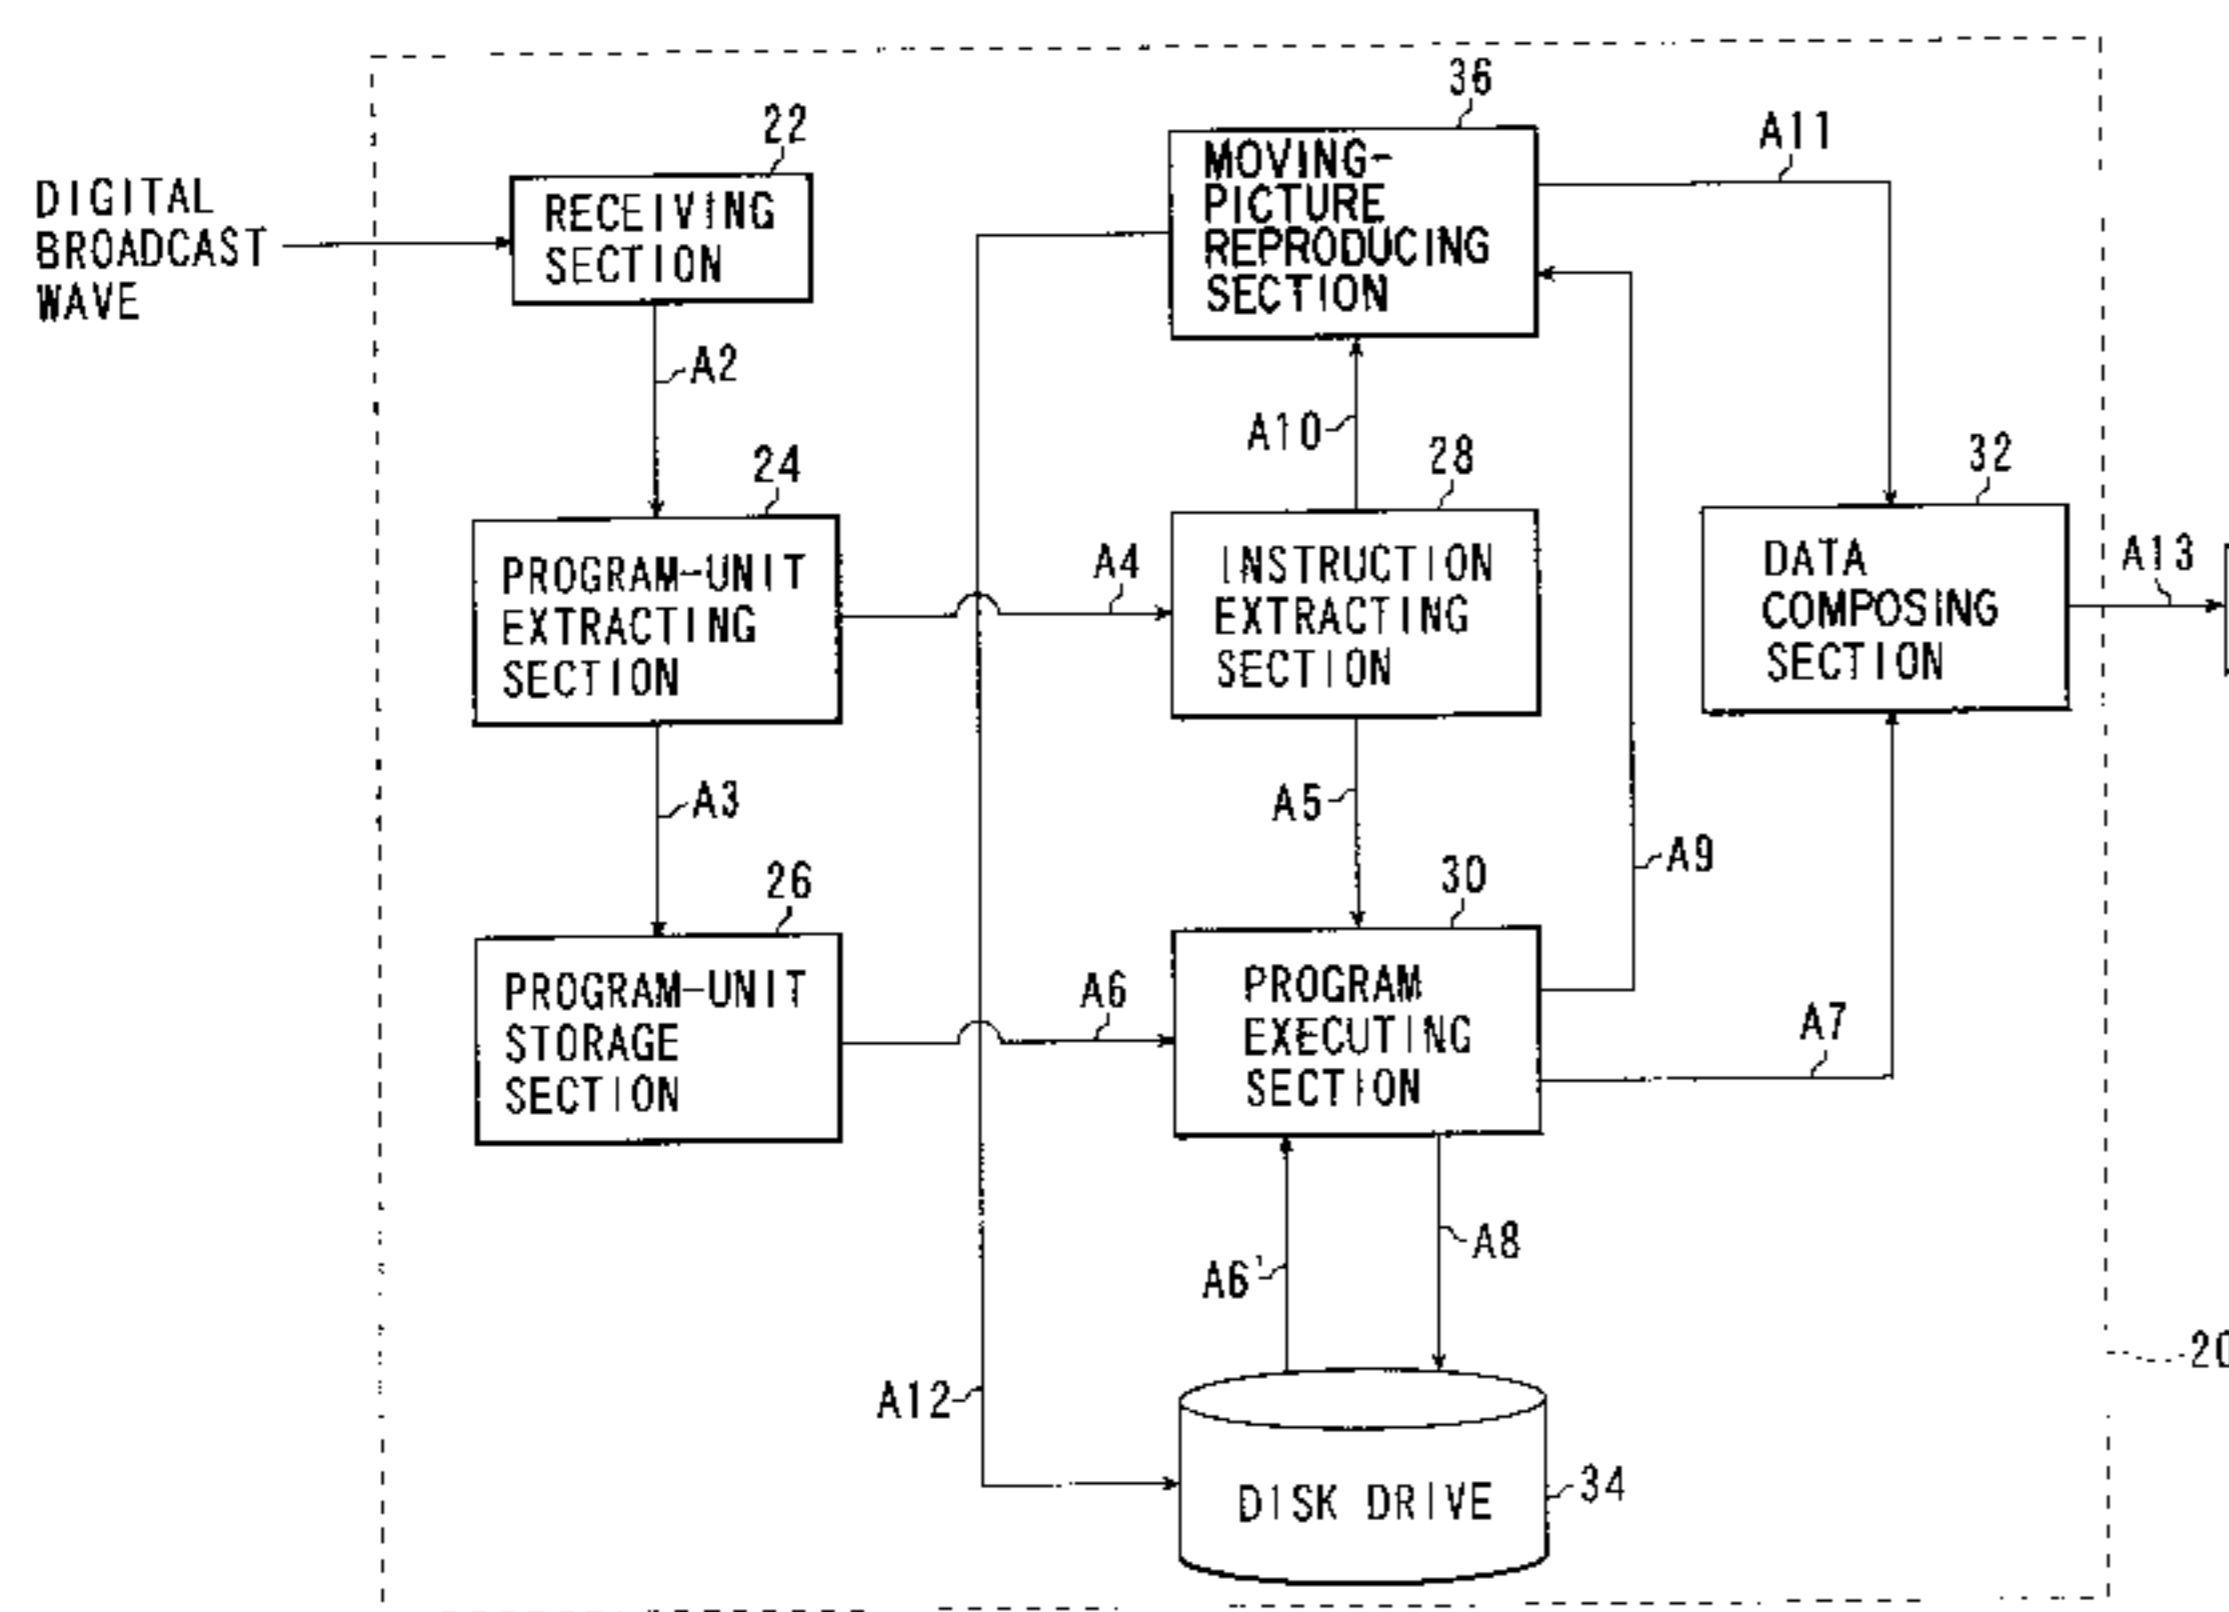 36
22
A11
DIGITAL
BROADCAST
WAVE
RECEIVING
SECTION
MOVING-
PICTURE
REPRODUCING
SECTION
A2
A10
24
28
32
PROGRAM-UNIT
EXTRACTING
SECTION
A4
INSTRUCTION
EXTRACTING
SECTION
DATA
COMPOSING
SECTION
A13
A3
A5
A9
26
30
PROGRAM-UNIT
STORAGE
SECTION
A6
PROGRAM
EXECUTING
SECTION
A7
A6'
A8
20
A12
DISK DRIVE
34